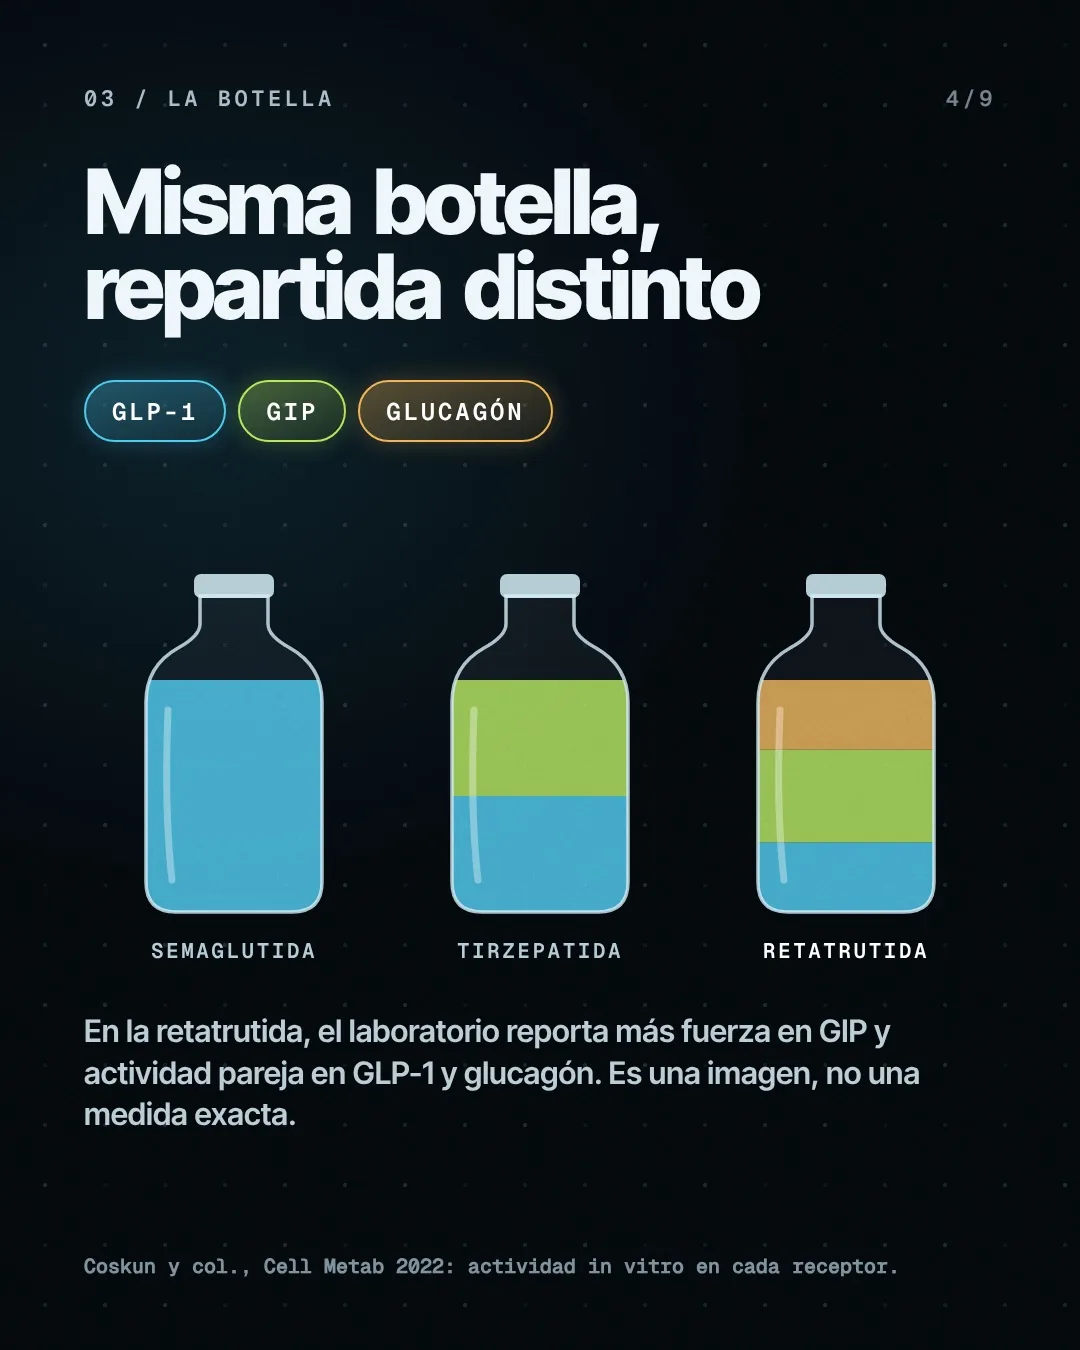 03 / LA BOTELLA
4/9
Misma botella,
repartida distinto
GLP-1
GIP
GLUCAGÓN
SEMAGLUTIDA
TIRZEPATIDA
RETATRUTIDA
En la retatrutida, el laboratorio reporta más fuerza en GIP y
actividad pareja en GLP-1 y glucagón. Es una imagen, no una
medida exacta.
Coskun y col., Cell Metab 2022: actividad in vitro en cada receptor.